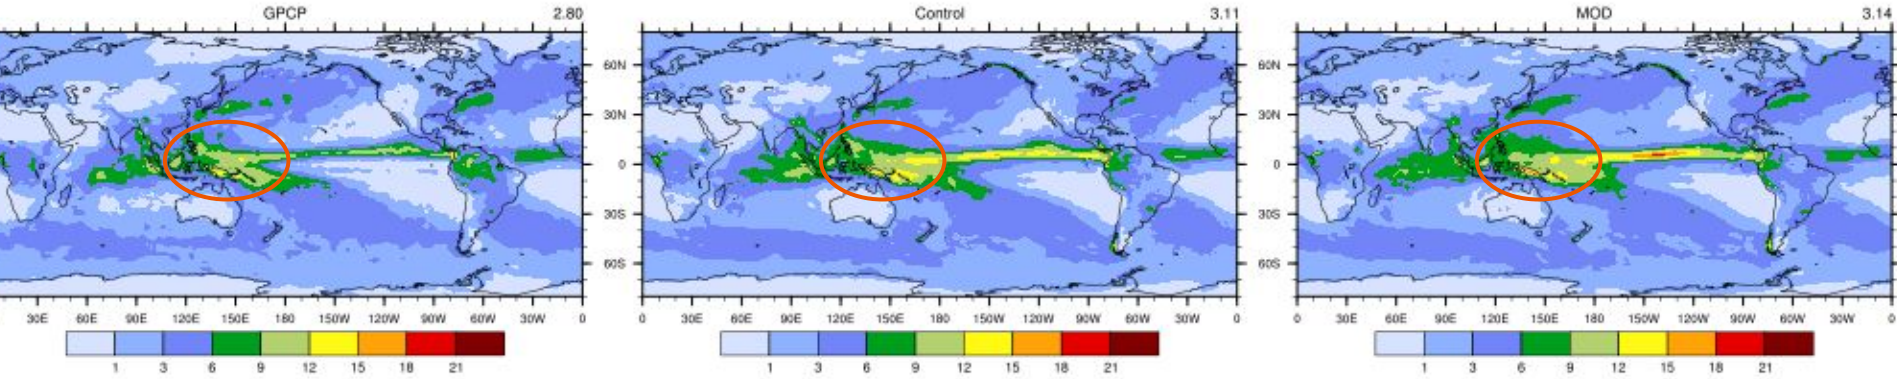 GPCP 2.80
Control 3.11
MOD 3.14
60N 60N
30N 30N
0 0
30S 30S
60S 60S
30E 60E 90E 120E 150E 180 150W 120W 90W 60W 30W 0
0 30E 60E 90E 120E 150E 180 150W 120W 90W 60W 30W 0
0 30E 60E 90E 120E 150E 180 150W 120W 90W 60W 30W 0
1 3 6 9 12 15 18 21
1 3 6 9 12 15 18 21
1 3 6 9 12 15 18 21